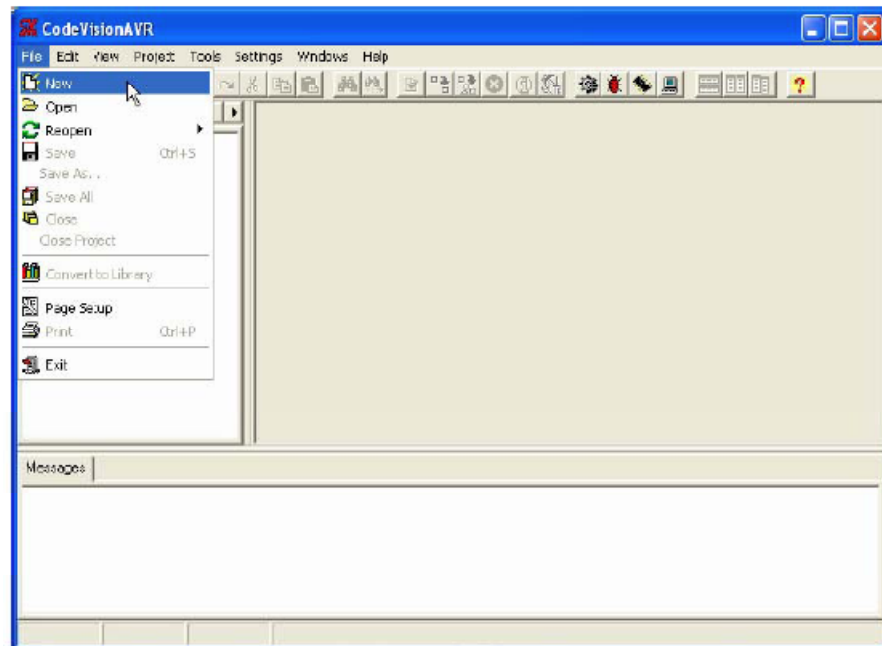 CodeVisionAVR
File Edit View Project Tools Settings Windows Help
New
Open
Reopen
Save Ctrl+S
Save As...
Save All
Close
Close Project
Convert to Library
Page Setup
Print Ctrl+P
Exit
Messages